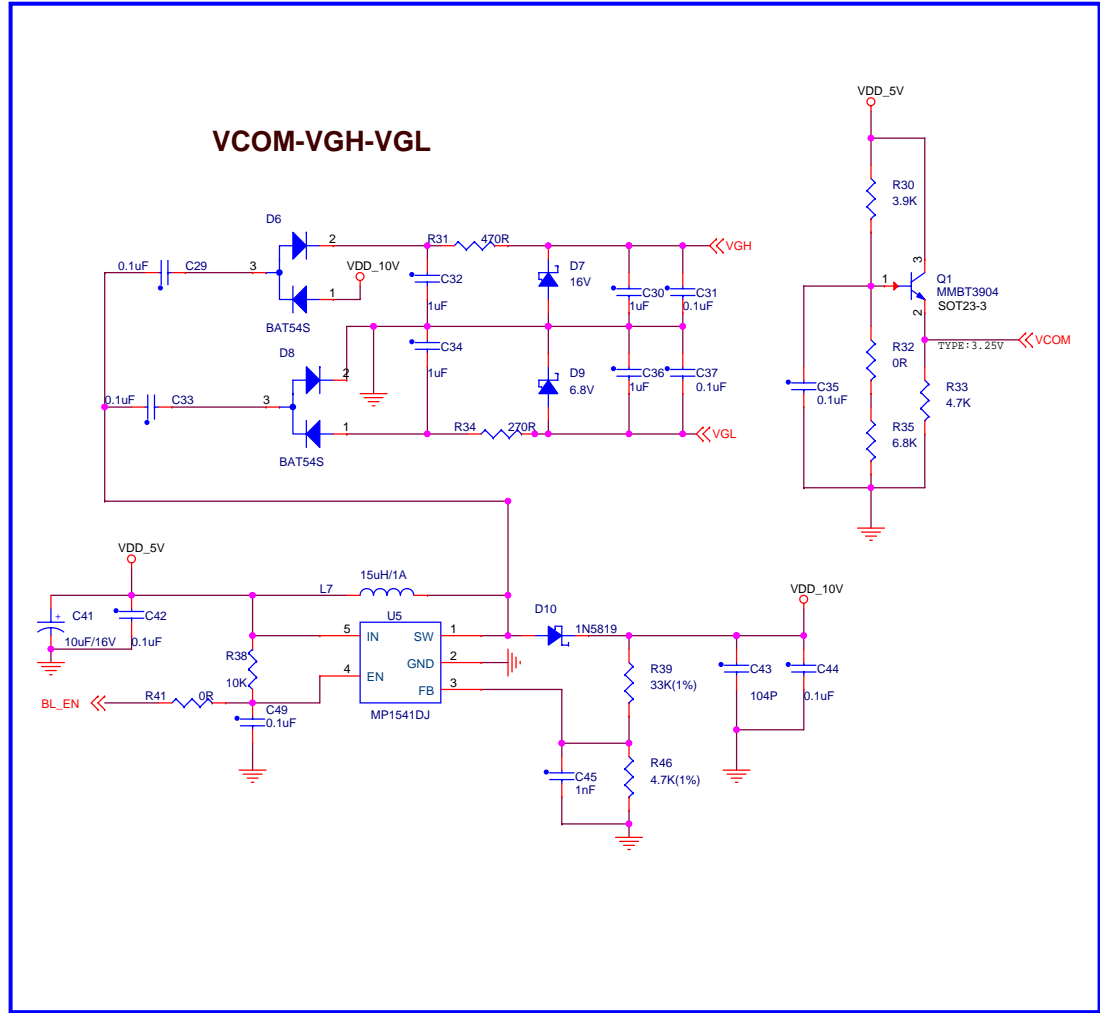 VDD_5V
VCOM-VGH-VGL
R30
3.9K
D6
2
R31
470R
VGH
0.1uF
C29
3
VDD_10V
1
C32
1uF
D7
16V
C30
1uF
C31
0.1uF
BAT54S
3
1
Q1
MMBT3904
SOT23-3
2
D8
2
C34
1uF
D9
6.8V
C36
1uF
C37
0.1uF
R32
0R
TYPE:3.25V
VCOM
0.1uF
C33
3
1
BAT54S
R34
270R
VGL
C35
0.1uF
R33
4.7K
R35
6.8K
VDD_5V
15uH/1A
L7
VDD_10V
C41
10uF/16V
C42
0.1uF
U5
5
IN
SW
1
GND
2
4
EN
FB
3
MP1541DJ
D10
1N5819
R38
10K
R39
33K(1%)
C43
104P
C44
0.1uF
BL_EN
R41
0R
C49
0.1uF
C45
1nF
R46
4.7K(1%)